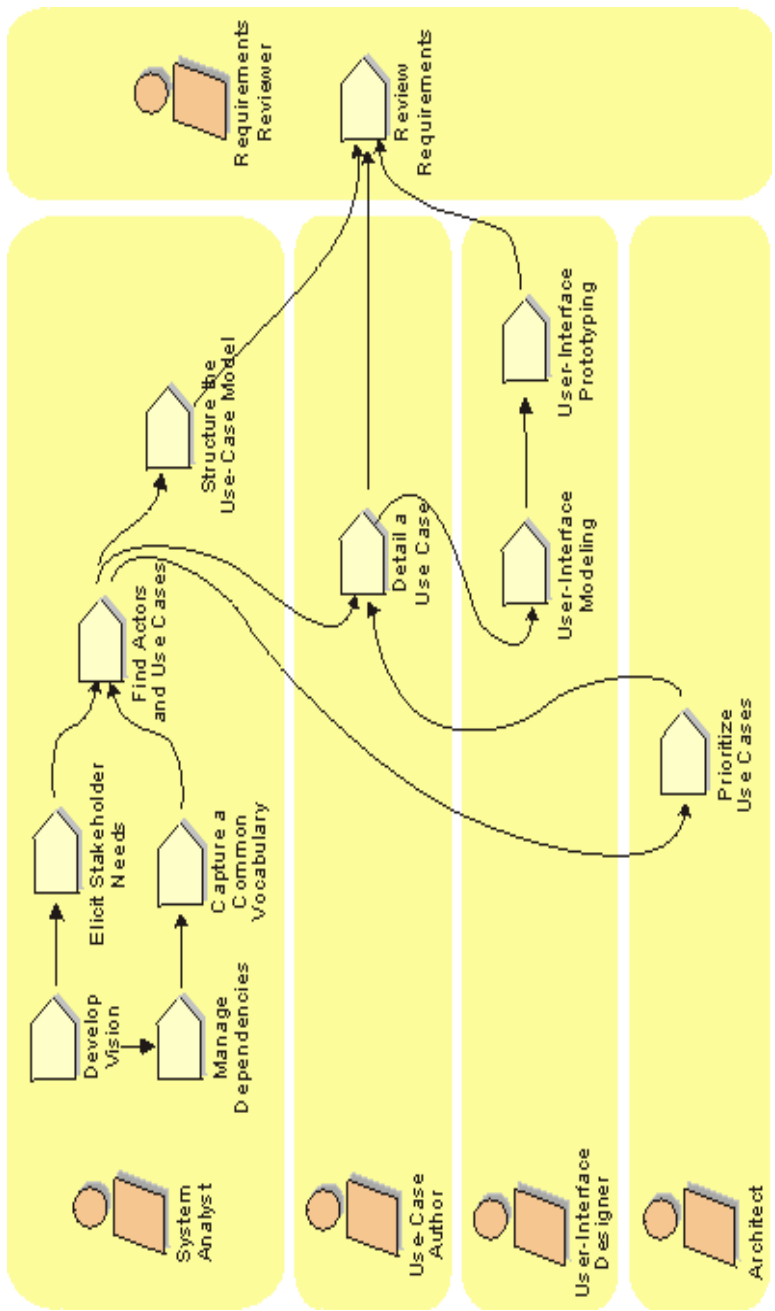 System
Analyst
Develop
Vision
Elicit Stakeholder
Needs
Manage
Dependencies
Capture a
Common
Vocabulary
Find Actors
and Use Cases
Structure the
Use-Case Model
Requirements
Reviewer
Review
Requirements
Use-Case
Author
Detail a
Use Case
User-Interface
Designer
User-Interface
Modeling
User-Interface
Prototyping
Architect
Prioritize
Use Cases